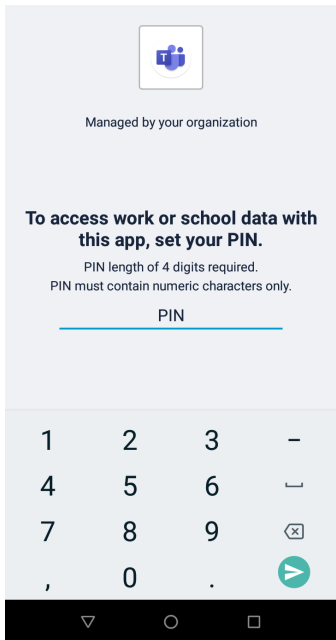 T
Managed by your organization
To access work or school data with
this app, set your PIN.
PIN length of 4 digits required.
PIN must contain numeric characters only.
PIN
1 2 3 -
4 5 6
7 8 9
, 0 .